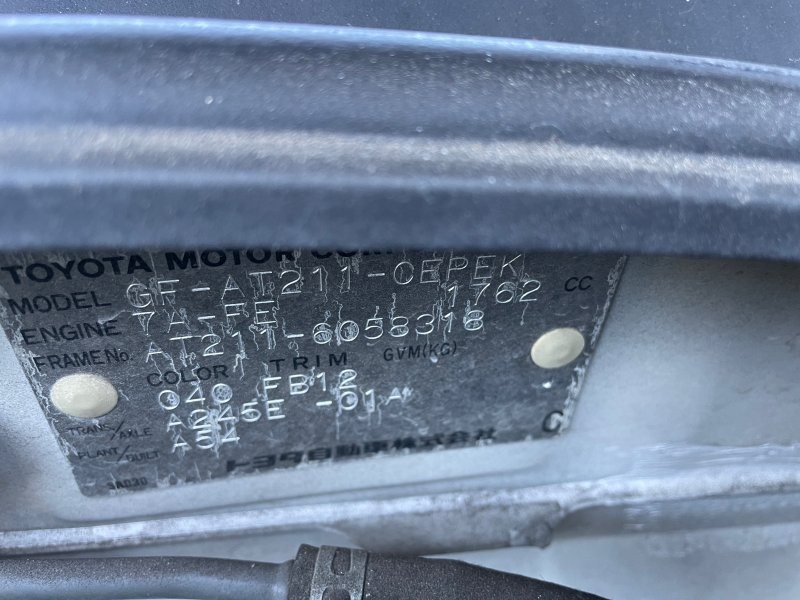 TOYOTA MOTOR CORP
MODEL GF-AT211-CEPEK
ENGINE 7A-FE 1762 CC
FRAME No. AT211-6058318
COLOR TRIM GVM(KG)
040 FB12
TRANS/AXLE A245E -01A
PLANT/BUILT A54
トヨタ自動車株式会社